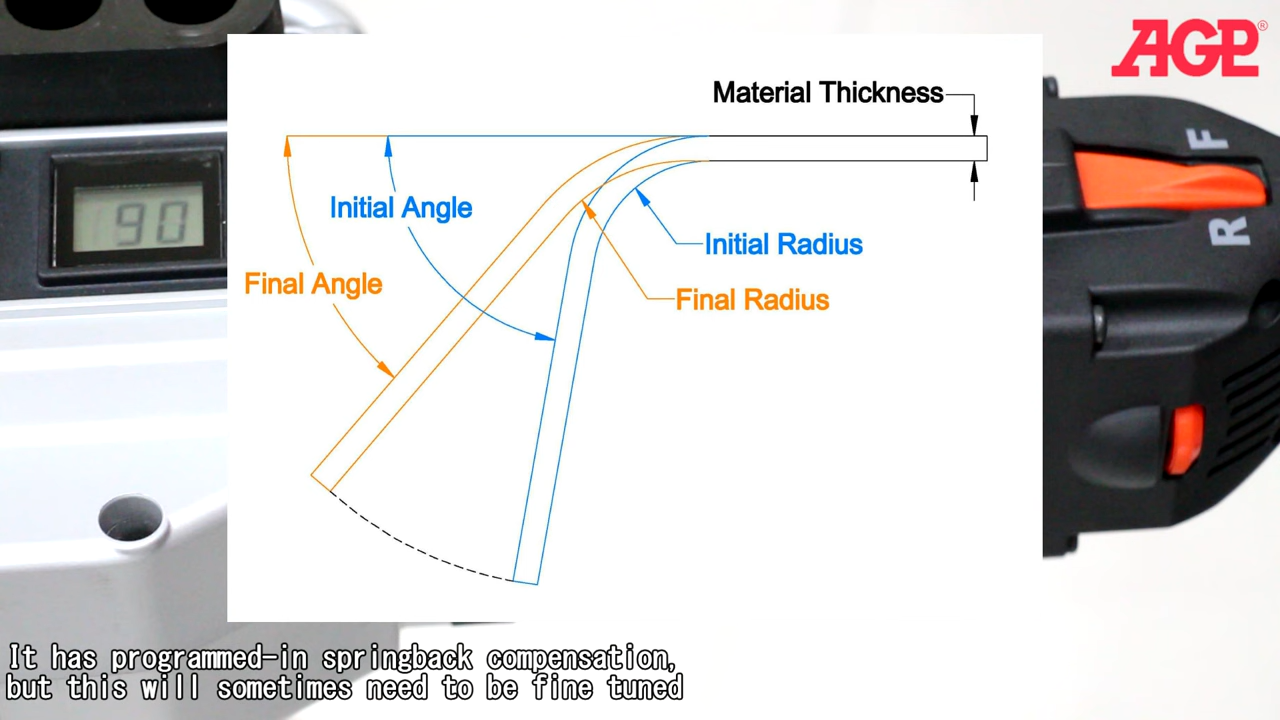 AGP®
Material Thickness
F
90
Initial Angle
R
Initial Radius
Final Angle
Final Radius
It has programmed-in springback compensation,
but this will sometimes need to be fine tuned